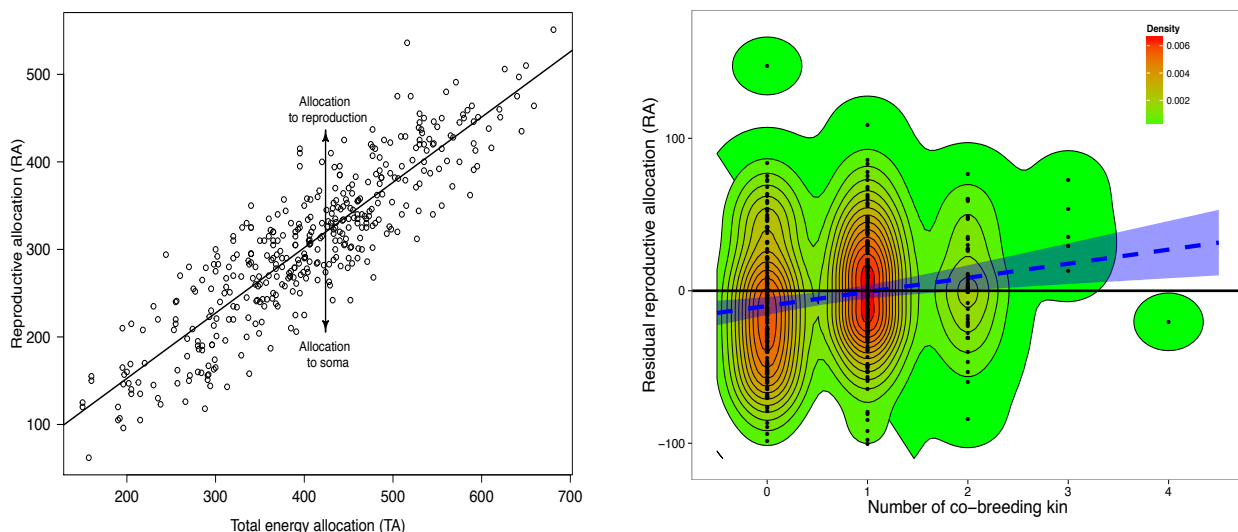 500
400
300
200
100
Reproductive allocation (RA)
Allocation
to reproduction
Allocation
to soma
200
300
400
500
600
700
Total energy allocation (TA)
Density
0.006
0.004
0.002
100
0
−100
Residual reproductive allocation (RA)
0
1
2
3
4
Number of co−breeding kin